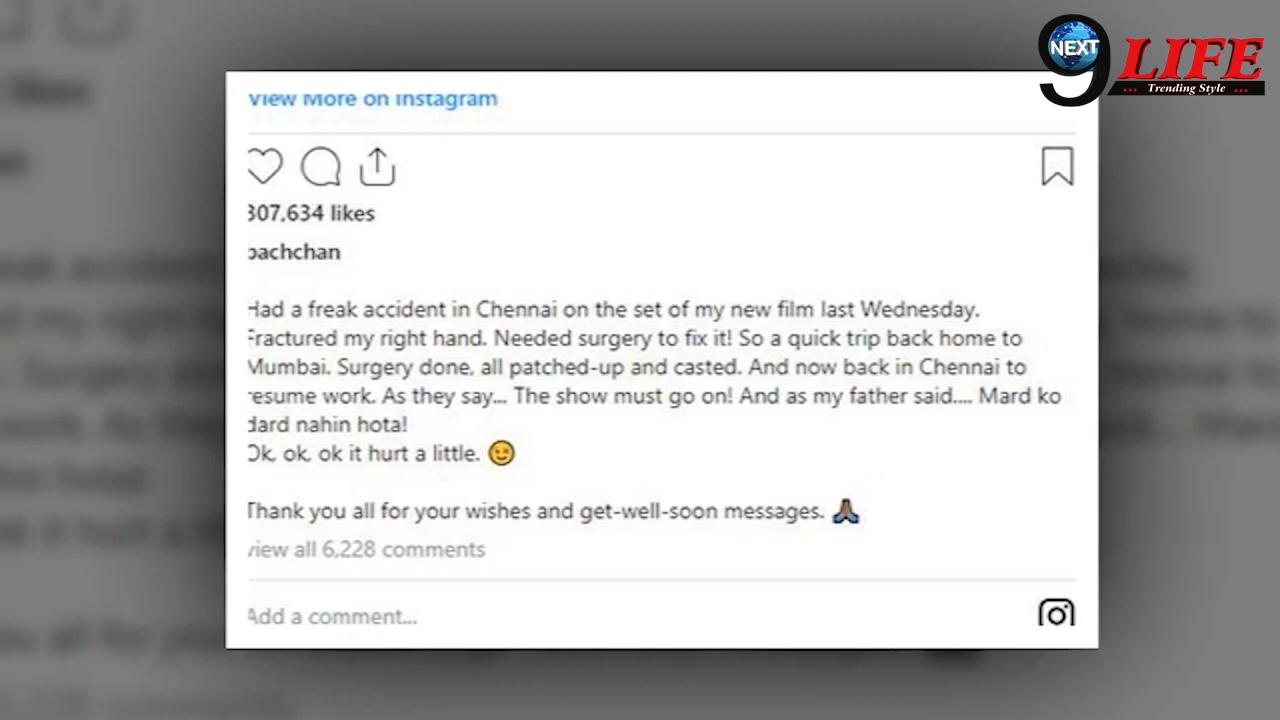 NEXT
9 LIFE
... Trending Style ...
View More on Instagram
307,634 likes
bachchan
Had a freak accident in Chennai on the set of my new film last Wednesday.
Fractured my right hand. Needed surgery to fix it! So a quick trip back home to
Mumbai. Surgery done, all patched-up and casted. And now back in Chennai to
resume work. As they say... The show must go on! And as my father said.... Mard ko
dard nahin hota!
Ok, ok, ok it hurt a little. 😉
Thank you all for your wishes and get-well-soon messages. 🙏🏽
view all 6,228 comments
Add a comment...